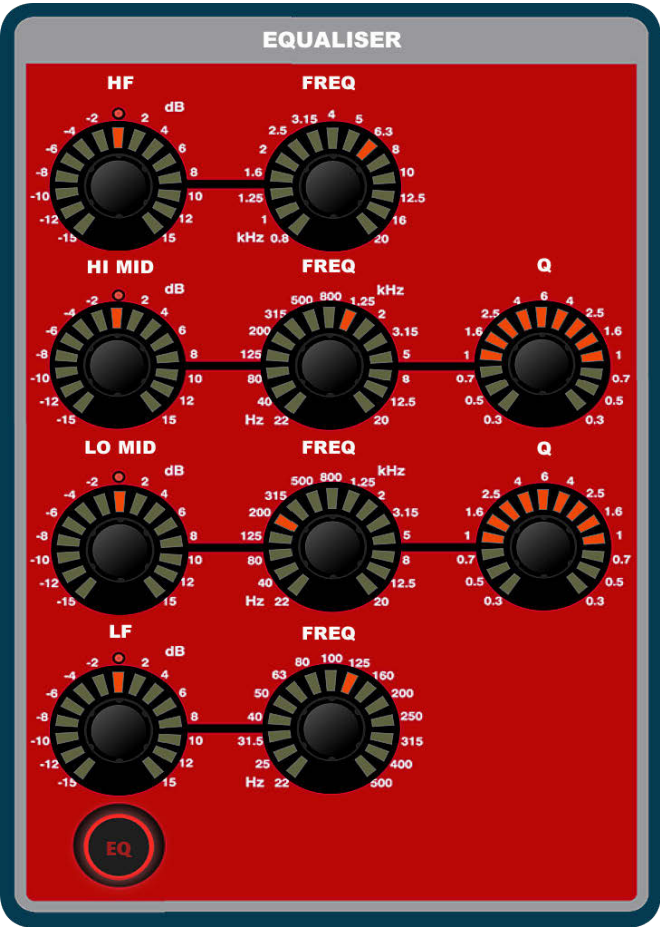 EQUALISER
HF FREQ
-15 -12 -10 -8 -6 -4 -2 0 2 4 6 8 10 12 15 dB
kHz 0.8 1 1.25 1.6 2 2.5 3.15 4 5 6.3 8 10 12.5 16 20
HI MID FREQ Q
-15 -12 -10 -8 -6 -4 -2 0 2 4 6 8 10 12 15 dB
Hz 22 40 80 125 200 315 500 800 1.25 2 3.15 5 8 12.5 20 kHz
0.3 0.5 0.7 1 1.6 2.5 4 6 4 2.5 1.6 1 0.7 0.5 0.3
LO MID FREQ Q
-15 -12 -10 -8 -6 -4 -2 0 2 4 6 8 10 12 15 dB
Hz 22 40 80 125 200 315 500 800 1.25 2 3.15 5 8 12.5 20 kHz
0.3 0.5 0.7 1 1.6 2.5 4 6 4 2.5 1.6 1 0.7 0.5 0.3
LF FREQ
-15 -12 -10 -8 -6 -4 -2 0 2 4 6 8 10 12 15 dB
Hz 22 25 31.5 40 50 63 80 100 125 160 200 250 315 400 500
EQ